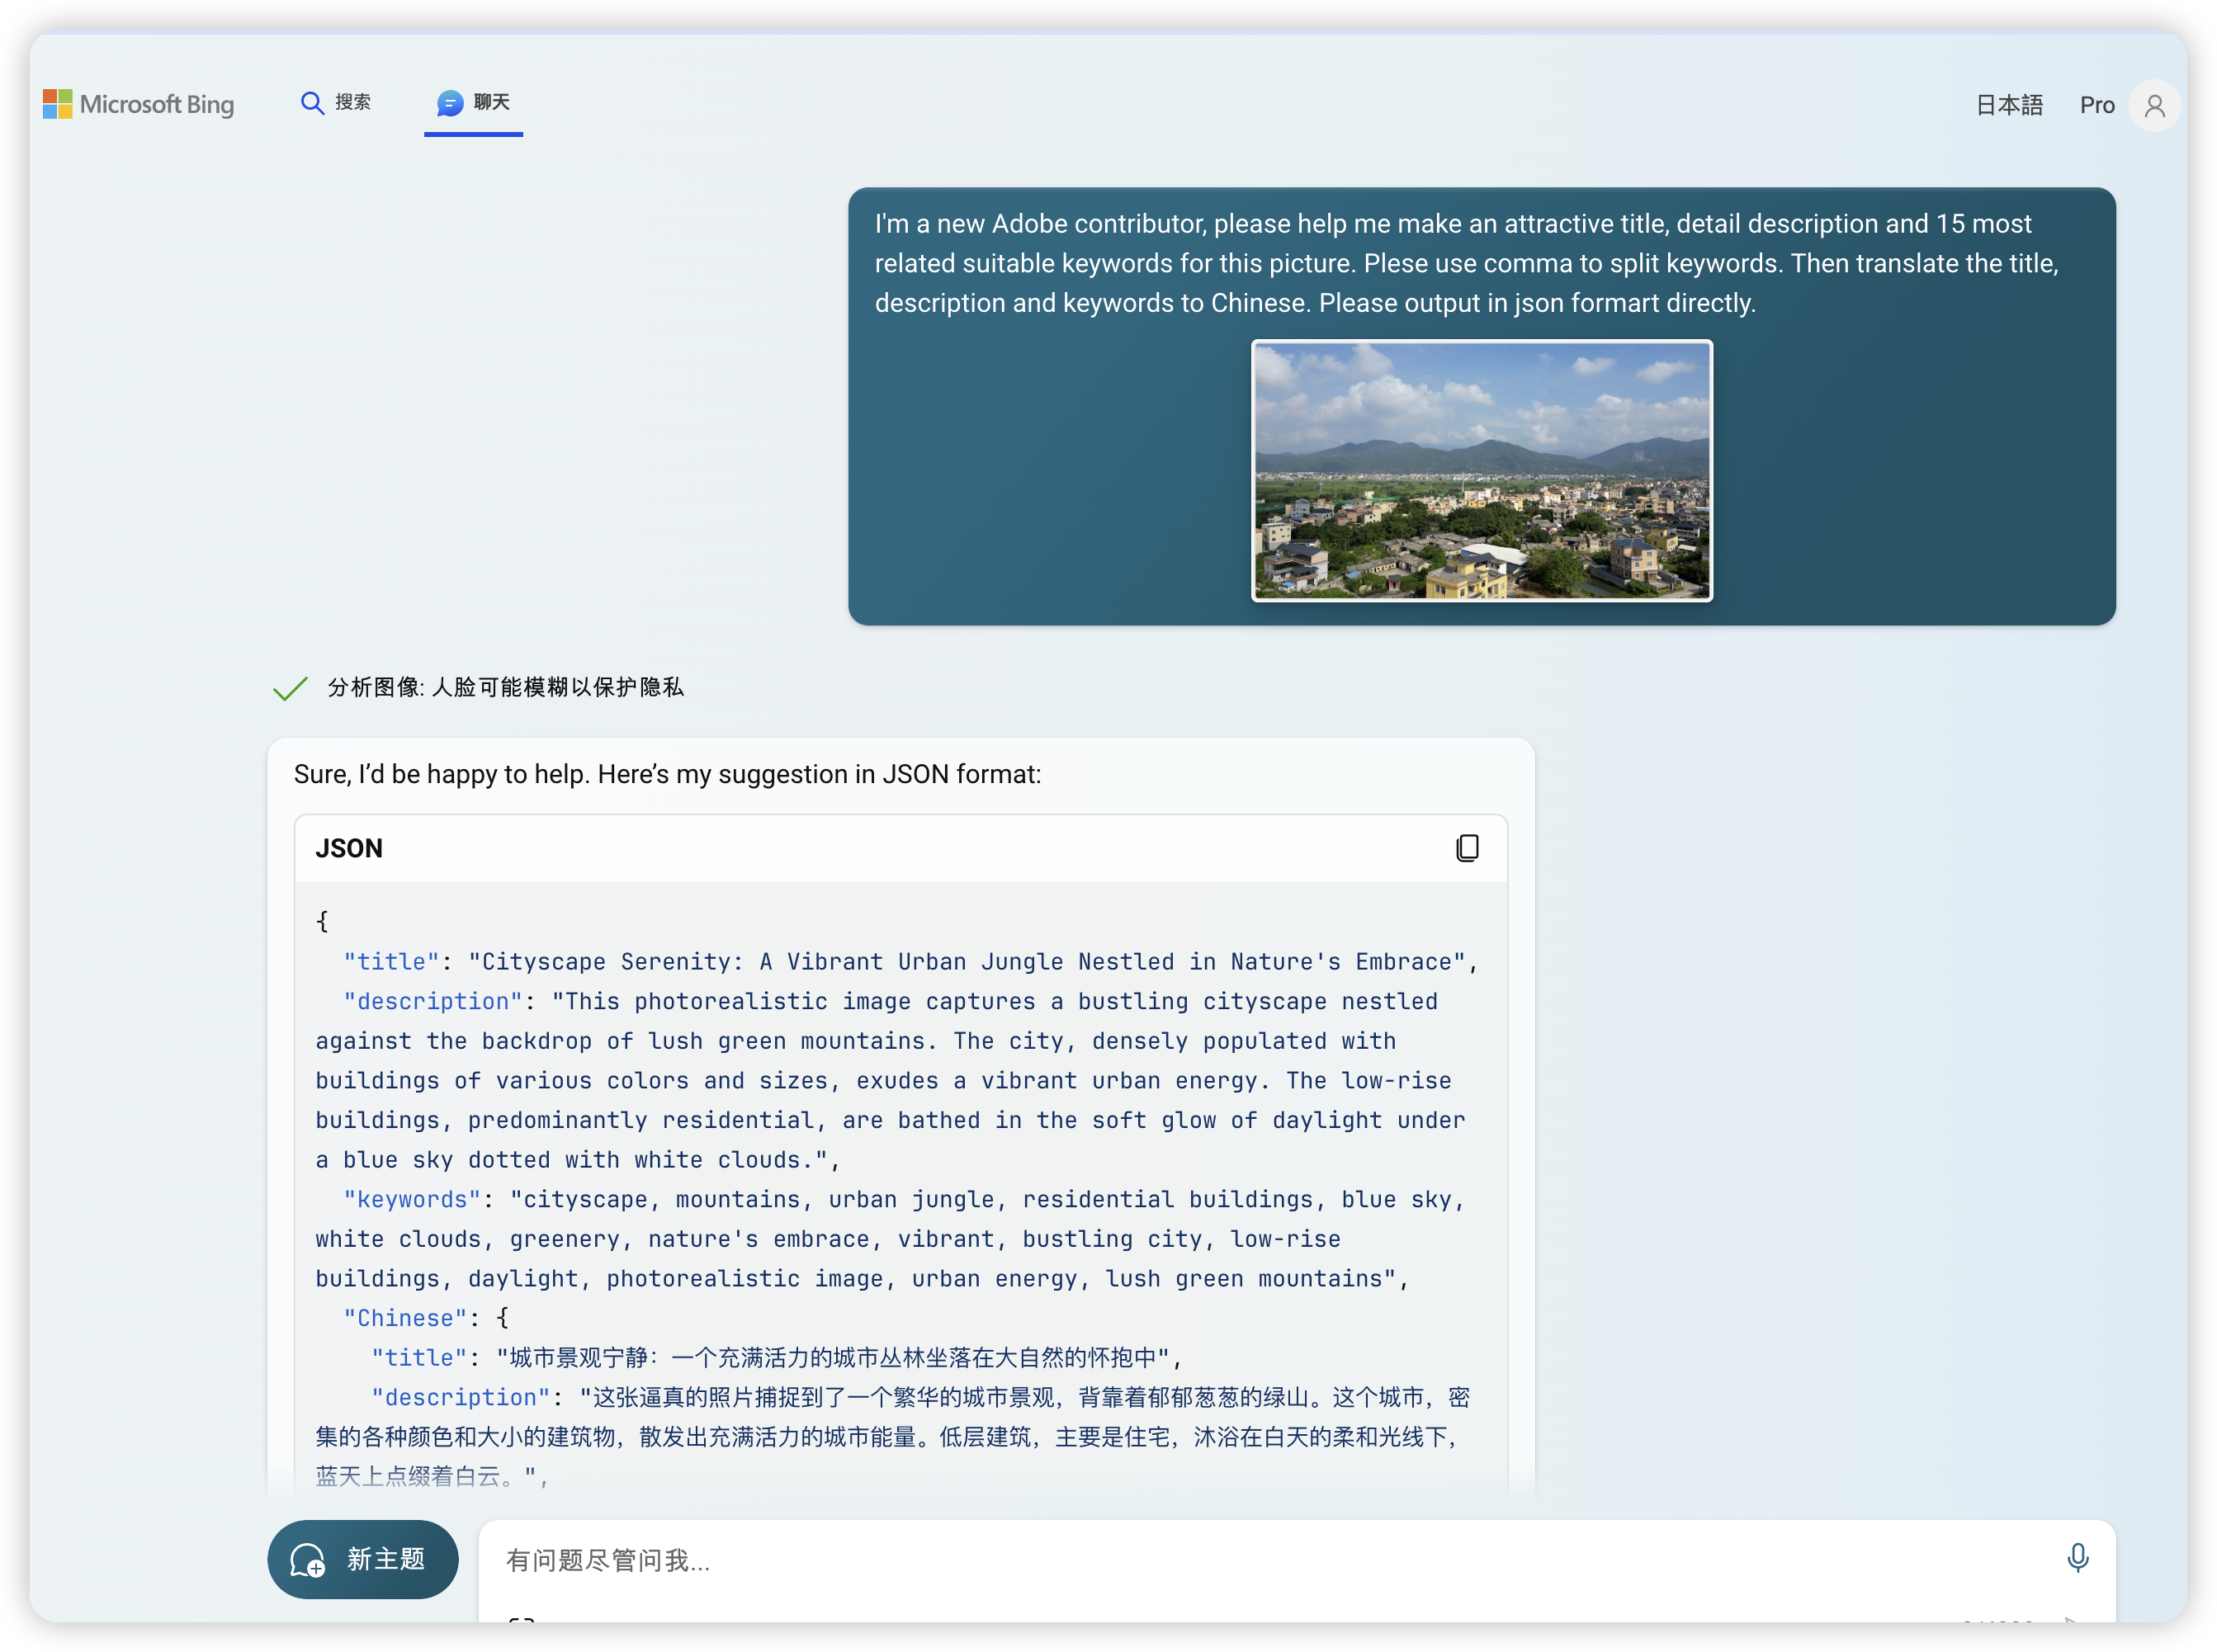 Microsoft Bing
搜索
聊天
日本語
Pro
I'm a new Adobe contributor, please help me make an attractive title, detail description and 15 most
related suitable keywords for this picture. Plese use comma to split keywords. Then translate the title,
description and keywords to Chinese. Please output in json formart directly.
分析图像: 人脸可能模糊以保护隐私
Sure, I’d be happy to help. Here’s my suggestion in JSON format:
JSON
{
"title": "Cityscape Serenity: A Vibrant Urban Jungle Nestled in Nature's Embrace",
"description": "This photorealistic image captures a bustling cityscape nestled
against the backdrop of lush green mountains. The city, densely populated with
buildings of various colors and sizes, exudes a vibrant urban energy. The low-rise
buildings, predominantly residential, are bathed in the soft glow of daylight under
a blue sky dotted with white clouds.",
"keywords": "cityscape, mountains, urban jungle, residential buildings, blue sky,
white clouds, greenery, nature's embrace, vibrant, bustling city, low-rise
buildings, daylight, photorealistic image, urban energy, lush green mountains",
"Chinese": {
"title": "城市景观宁静：一个充满活力的城市丛林坐落在大自然的怀抱中",
"description": "这张逼真的照片捕捉到了一个繁华的城市景观，背靠着郁郁葱葱的绿山。这个城市，密
集的各种颜色和大小的建筑物，散发出充满活力的城市能量。低层建筑，主要是住宅，沐浴在白天的柔和光线下，
蓝天上点缀着白云。",
新主题
有问题尽管问我...